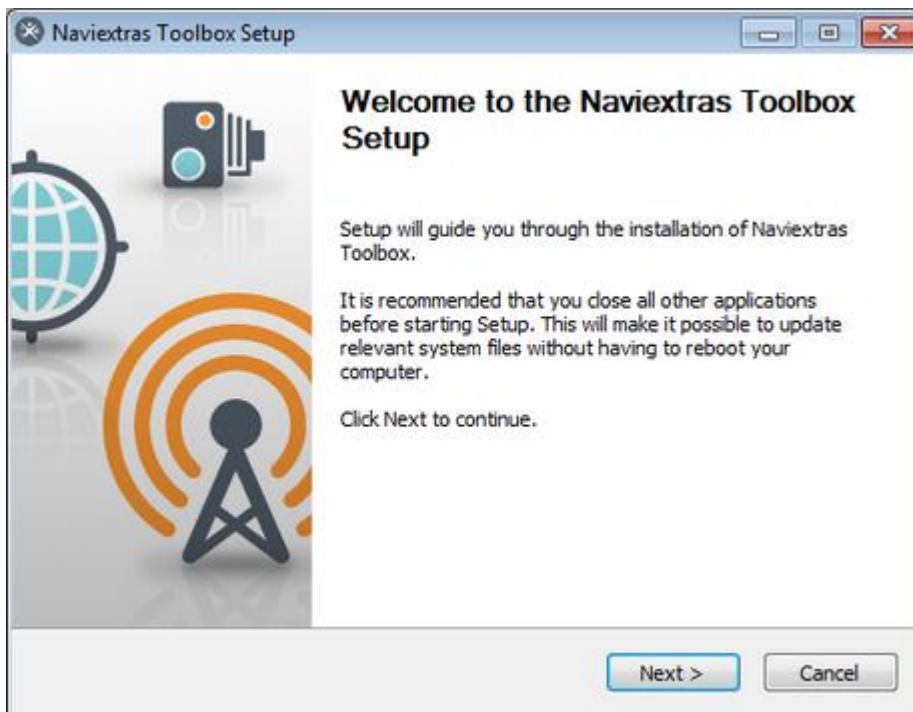 Naviextras Toolbox Setup
Welcome to the Naviextras Toolbox
Setup
Setup will guide you through the installation of Naviextras
Toolbox.
It is recommended that you close all other applications
before starting Setup. This will make it possible to update
relevant system files without having to reboot your
computer.
Click Next to continue.
Next >
Cancel